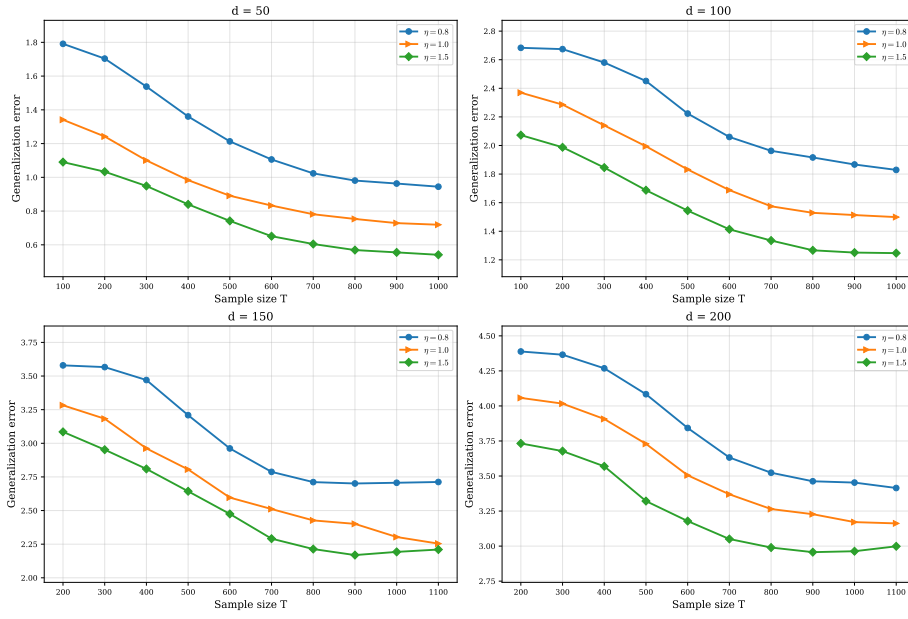 d = 50
Generalization error
1.8
1.6
1.4
1.2
1.0
0.8
0.6
η = 0.8
η = 1.0
η = 1.5
100 200 300 400 500 600 700 800 900 1000
Sample size T
d = 100
Generalization error
2.8
2.6
2.4
2.2
2.0
1.8
1.6
1.4
1.2
η = 0.8
η = 1.0
η = 1.5
100 200 300 400 500 600 700 800 900 1000
Sample size T
d = 150
Generalization error
3.75
3.50
3.25
3.00
2.75
2.50
2.25
2.00
η = 0.8
η = 1.0
η = 1.5
200 300 400 500 600 700 800 900 1000 1100
Sample size T
d = 200
Generalization error
4.50
4.25
4.00
3.75
3.50
3.25
3.00
2.75
η = 0.8
η = 1.0
η = 1.5
200 300 400 500 600 700 800 900 1000 1100
Sample size T